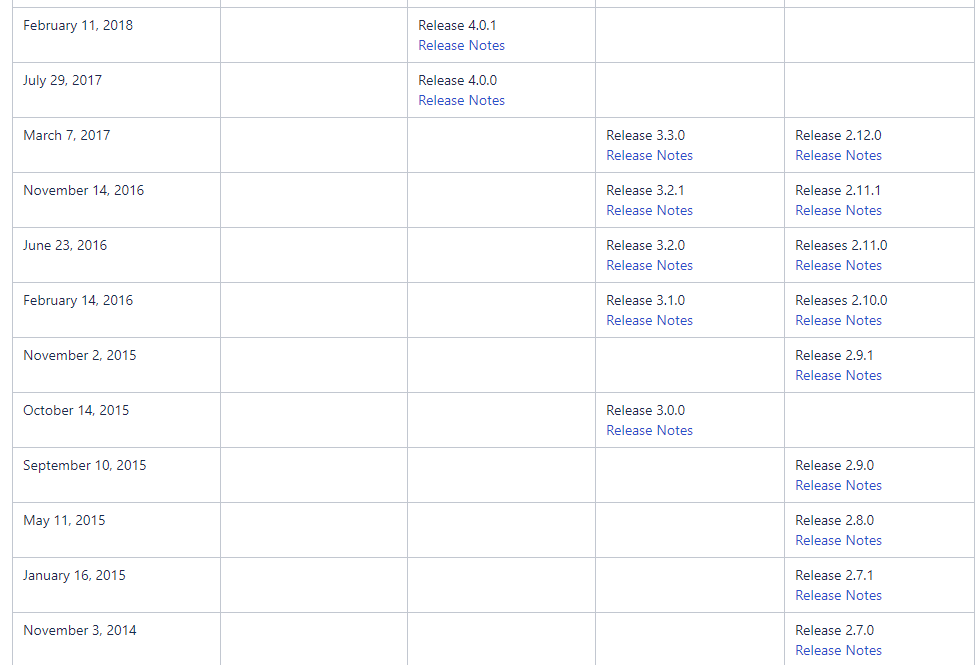 February 11, 2018
Release 4.0.1
Release Notes
July 29, 2017
Release 4.0.0
Release Notes
March 7, 2017
Release 3.3.0
Release Notes
Release 2.12.0
Release Notes
November 14, 2016
Release 3.2.1
Release Notes
Release 2.11.1
Release Notes
June 23, 2016
Release 3.2.0
Release Notes
Releases 2.11.0
Release Notes
February 14, 2016
Release 3.1.0
Release Notes
Releases 2.10.0
Release Notes
November 2, 2015
Release 2.9.1
Release Notes
October 14, 2015
Release 3.0.0
Release Notes
September 10, 2015
Release 2.9.0
Release Notes
May 11, 2015
Release 2.8.0
Release Notes
January 16, 2015
Release 2.7.1
Release Notes
November 3, 2014
Release 2.7.0
Release Notes